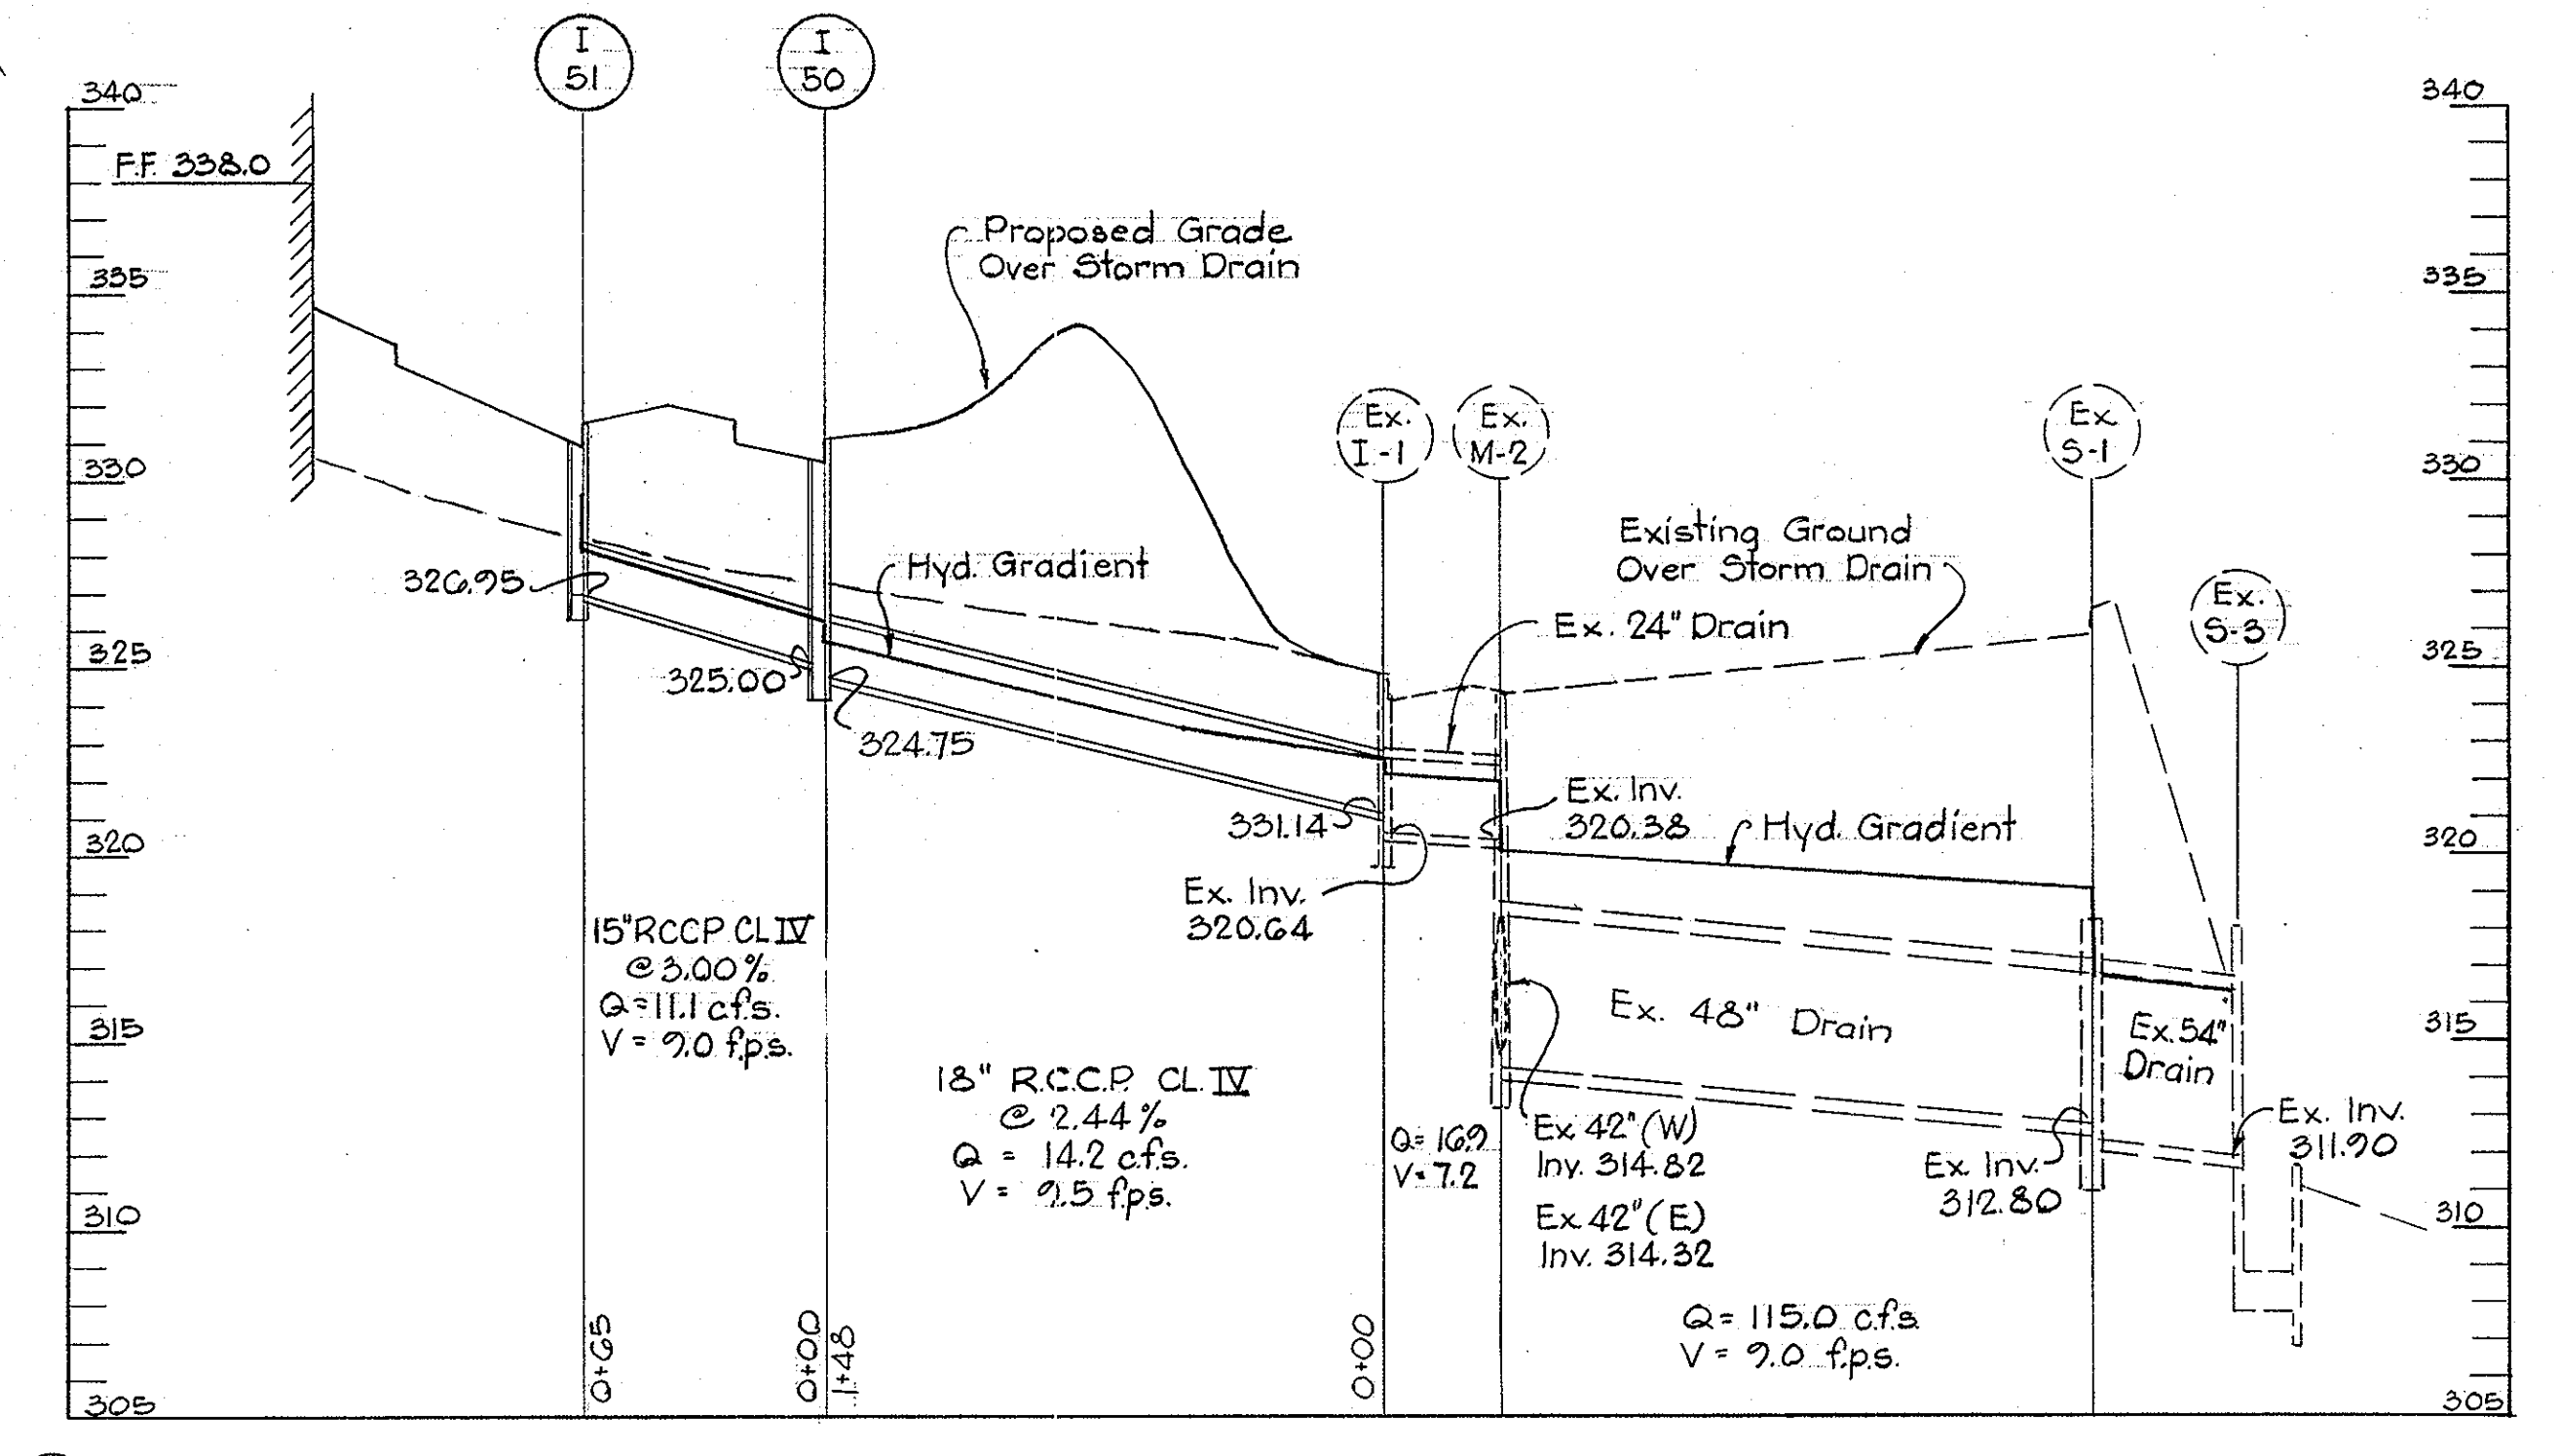 I
51
I
50
340
340
F.F. 338.0
Proposed Grade
Over Storm Drain
335
335
Ex.
I-1
Ex.
M-2
Ex.
S-1
330
330
Existing Ground
Over Storm Drain
Hyd. Gradient
326.95
Ex.
S-3
Ex. 24" Drain
325
325.00
325
324.75
Ex. Inv.
320.38
331.14
Hyd. Gradient
320
320
Ex. Inv.
320.64
15" RCCP CL IV
@ 3.00%
Q = 11.1 c.f.s.
V = 9.0 f.p.s.
Ex. 48" Drain
315
315
Ex. 54"
Drain
18" R.C.C.P. CL. IV
@ 2.44%
Q = 14.2 c.f.s.
V = 9.5 f.p.s.
Q = 16.9
V = 7.2
Ex. 42" (W)
Inv. 314.82
Ex. 42" (E)
Inv. 314.32
Ex. Inv.
312.80
Ex. Inv.
311.90
310
310
Q = 115.0 c.f.s.
V = 9.0 f.p.s.
0+65
0+00
1+48
0+00
305
305